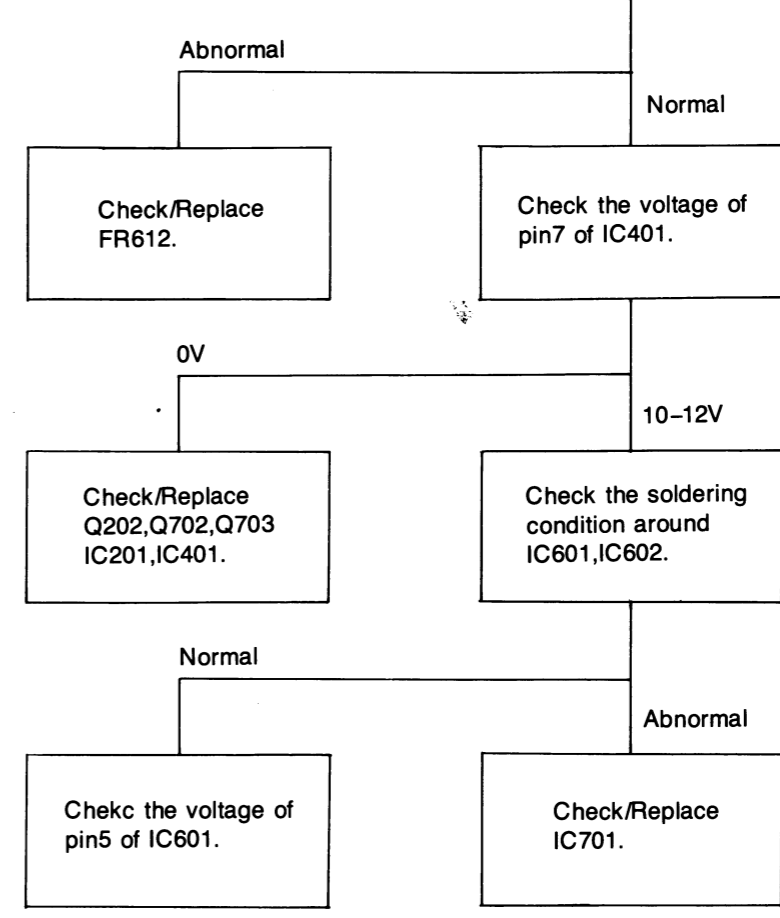 Abnormal
Normal
Check/Replace
FR612.
Check the voltage of
pin7 of IC401.
0V
10–12V
Check/Replace
Q202,Q702,Q703
IC201,IC401.
Check the soldering
condition around
IC601,IC602.
Normal
Abnormal
Chekc the voltage of
pin5 of IC601.
Check/Replace
IC701.